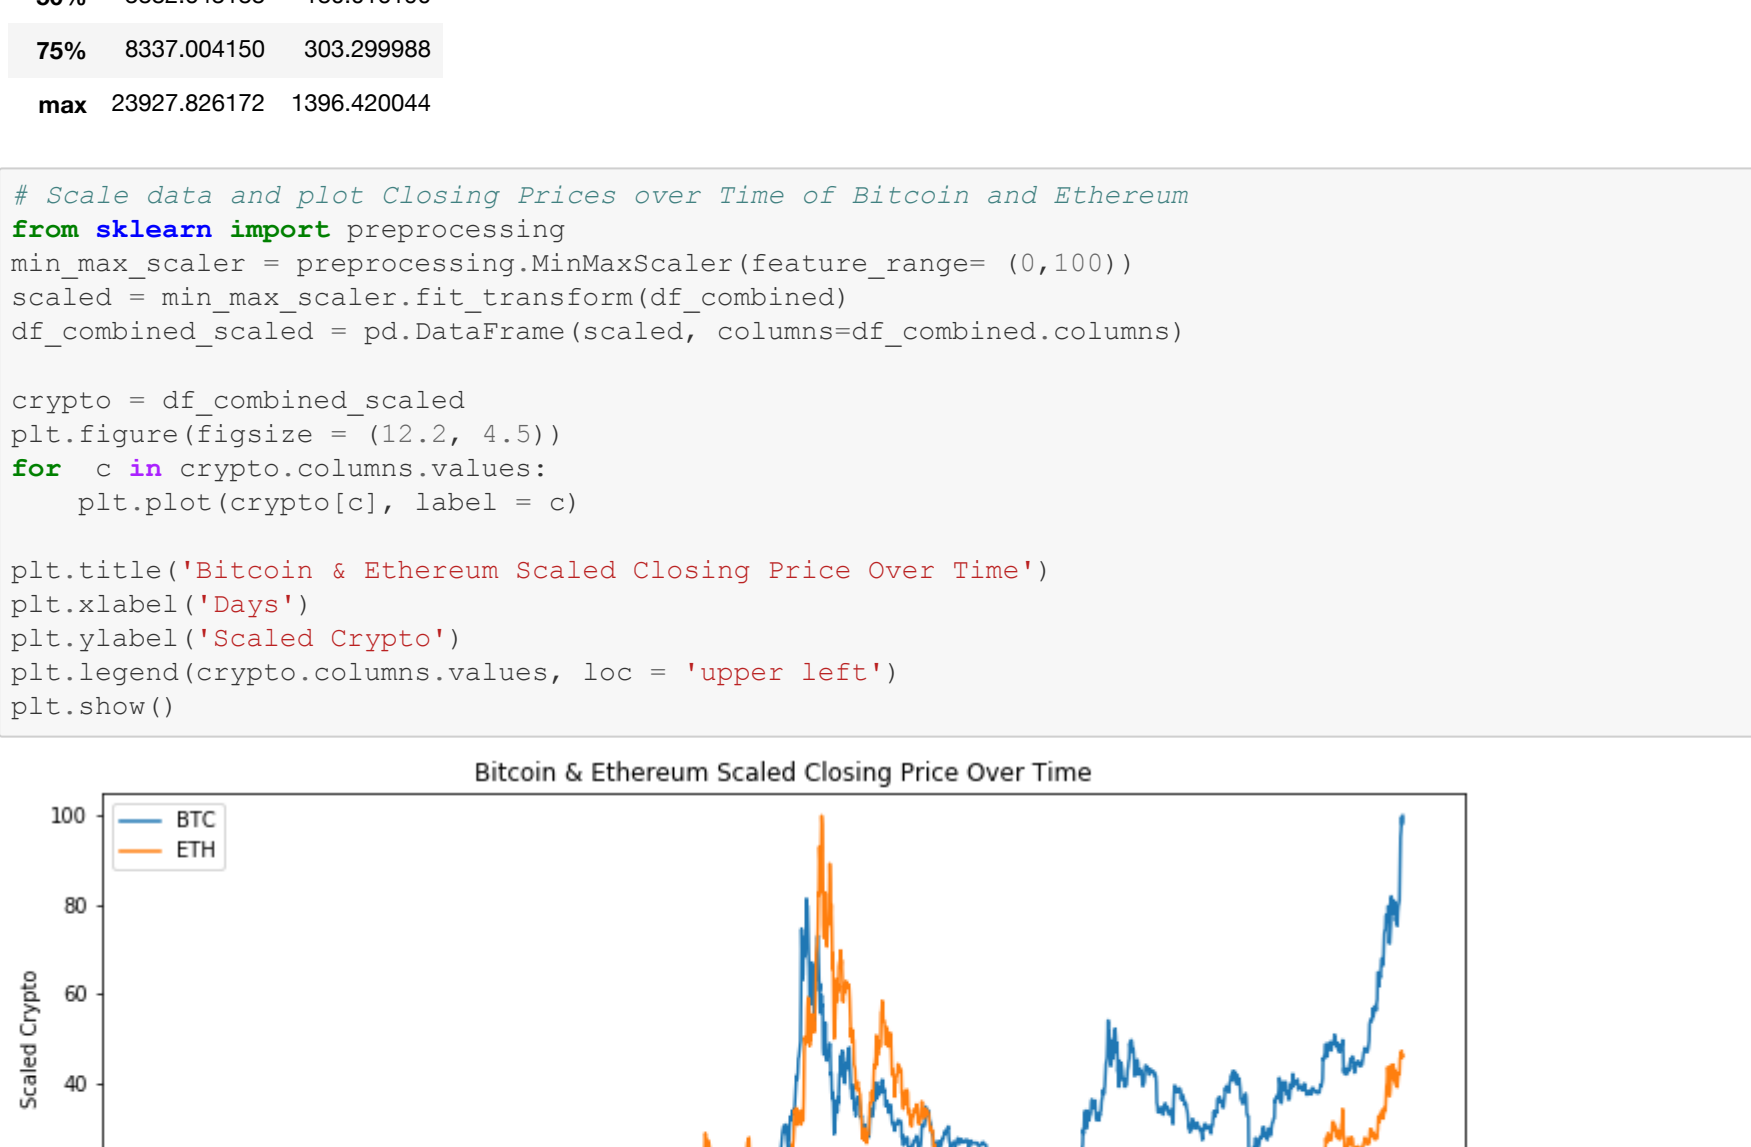 75% 8337.004150 303.299988
max 23927.826172 1396.420044
# Scale data and plot Closing Prices over Time of Bitcoin and Ethereum
from sklearn import preprocessing
min_max_scaler = preprocessing.MinMaxScaler(feature_range= (0,100))
scaled = min_max_scaler.fit_transform(df_combined)
df_combined_scaled = pd.DataFrame(scaled, columns=df_combined.columns)
crypto = df_combined_scaled
plt.figure(figsize = (12.2, 4.5))
for  c in crypto.columns.values:
    plt.plot(crypto[c], label = c)
plt.title('Bitcoin & Ethereum Scaled Closing Price Over Time')
plt.xlabel('Days')
plt.ylabel('Scaled Crypto')
plt.legend(crypto.columns.values, loc = 'upper left')
plt.show()
Bitcoin & Ethereum Scaled Closing Price Over Time
BTC
ETH
100
80
60
40
Scaled Crypto